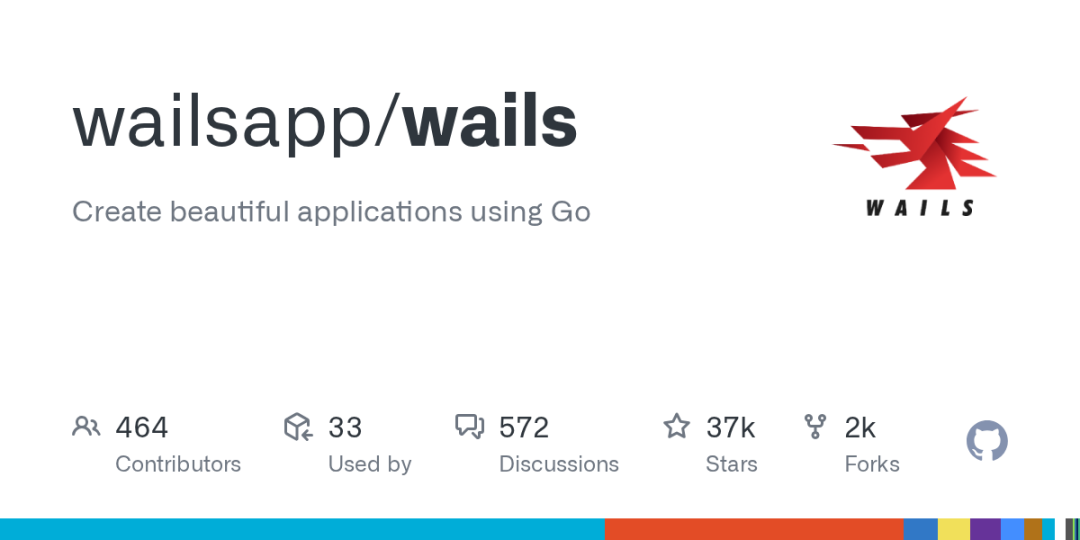 wailsapp/wails
WAILS
Create beautiful applications using Go
464 33 572 37k 2k
Contributors Used by Discussions Stars Forks